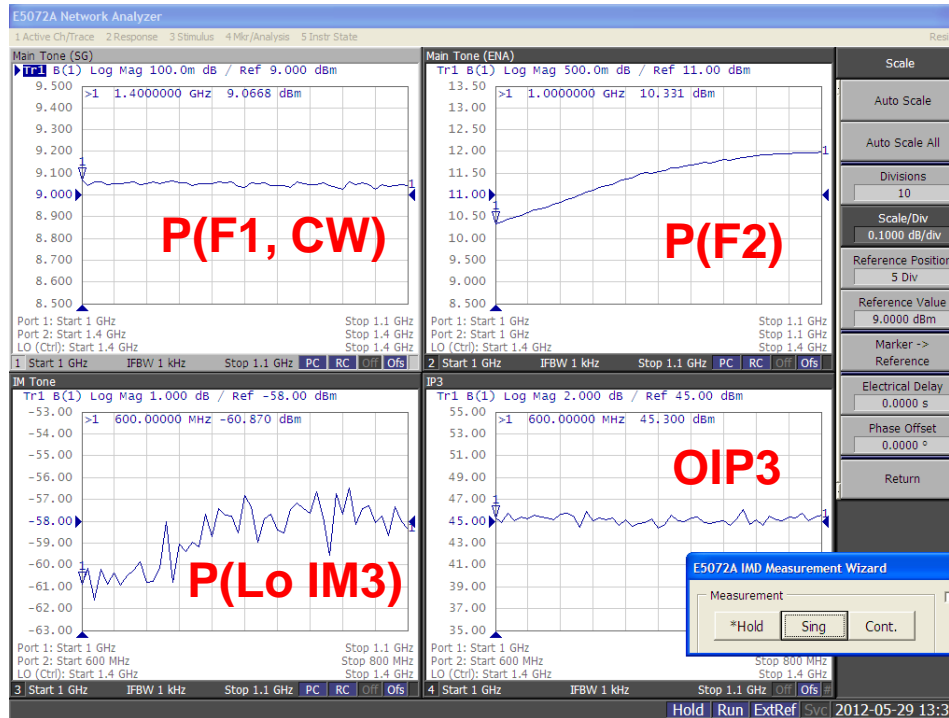 E5072A Network Analyzer
1 Active Ch/Trace 2 Response 3 Stimulus 4 Mkr/Analysis 5 Instr State
Main Tone (SG)
Tr1 B(1) Log Mag 100.0m dB / Ref 9.000 dBm
>1 1.4000000 GHz 9.0668 dBm
9.500
9.400
9.300
9.200
9.100
9.000
8.900
8.800
8.700
8.600
8.500
1
1
P(F1, CW)
Port 1: Start 1 GHz Stop 1.1 GHz
Port 2: Start 1.4 GHz Stop 1.4 GHz
LO (Ctrl): Start 1.4 GHz Stop 1.4 GHz
1 Start 1 GHz IFBW 1 kHz Stop 1.1 GHz PC RC Off Ofs
Main Tone (ENA)
Tr1 B(1) Log Mag 500.0m dB / Ref 11.00 dBm
>1 1.0000000 GHz 10.331 dBm
13.50
13.00
12.50
12.00
11.50
11.00
10.50
10.00
9.500
9.000
8.500
1
1
P(F2)
Port 1: Start 1 GHz Stop 1.1 GHz
Port 2: Start 1.4 GHz Stop 1.4 GHz
LO (Ctrl): Start 1.4 GHz Stop 1.4 GHz
2 Start 1 GHz IFBW 1 kHz Stop 1.1 GHz PC RC Off Ofs
IM Tone
Tr1 B(1) Log Mag 1.000 dB / Ref -58.00 dBm
>1 600.00000 MHz -60.870 dBm
-53.00
-54.00
-55.00
-56.00
-57.00
-58.00
-59.00
-60.00
-61.00
-62.00
-63.00
1
1
P(Lo IM3)
Port 1: Start 1 GHz Stop 1.1 GHz
Port 2: Start 600 MHz Stop 800 MHz
LO (Ctrl): Start 1.4 GHz Stop 1.4 GHz
3 Start 1 GHz IFBW 1 kHz Stop 1.1 GHz PC RC Off Ofs
IP3
Tr1 B(1) Log Mag 2.000 dB / Ref 45.00 dBm
>1 600.00000 MHz 45.300 dBm
55.00
53.00
51.00
49.00
47.00
45.00
43.00
41.00
39.00
37.00
35.00
1
1
OIP3
Port 1: Start 1 GHz
Port 2: Start 600 MHz Stop 800 MHz
LO (Ctrl): Start 1.4 GHz Stop 1.4 GHz
4 Start 1 GHz IFBW 1 kHz Stop 1.1 GHz Off Ofs #
Scale
Auto Scale
Auto Scale All
Divisions
10
Scale/Div
0.1000 dB/div
Reference Position
5 Div
Reference Value
9.0000 dBm
Marker ->
Reference
Electrical Delay
0.0000 s
Phase Offset
0.0000 °
Return
E5072A IMD Measurement Wizard
Measurement
*Hold Sing Cont.
Hold Run ExtRef Svc 2012-05-29 13:3